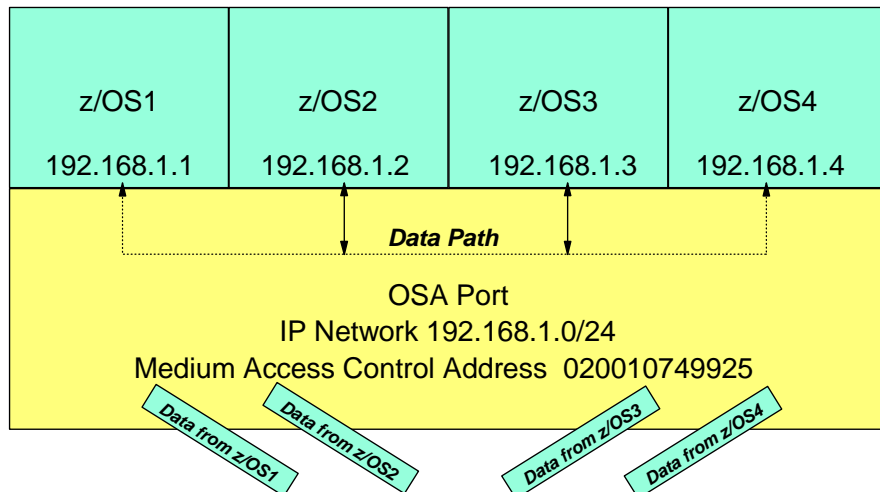 z/OS1 z/OS2 z/OS3 z/OS4
192.168.1.1 192.168.1.2 192.168.1.3 192.168.1.4
Data Path
OSA Port
IP Network 192.168.1.0/24
Medium Access Control Address 020010749925
Data from z/OS1
Data from z/OS2
Data from z/OS3
Data from z/OS4